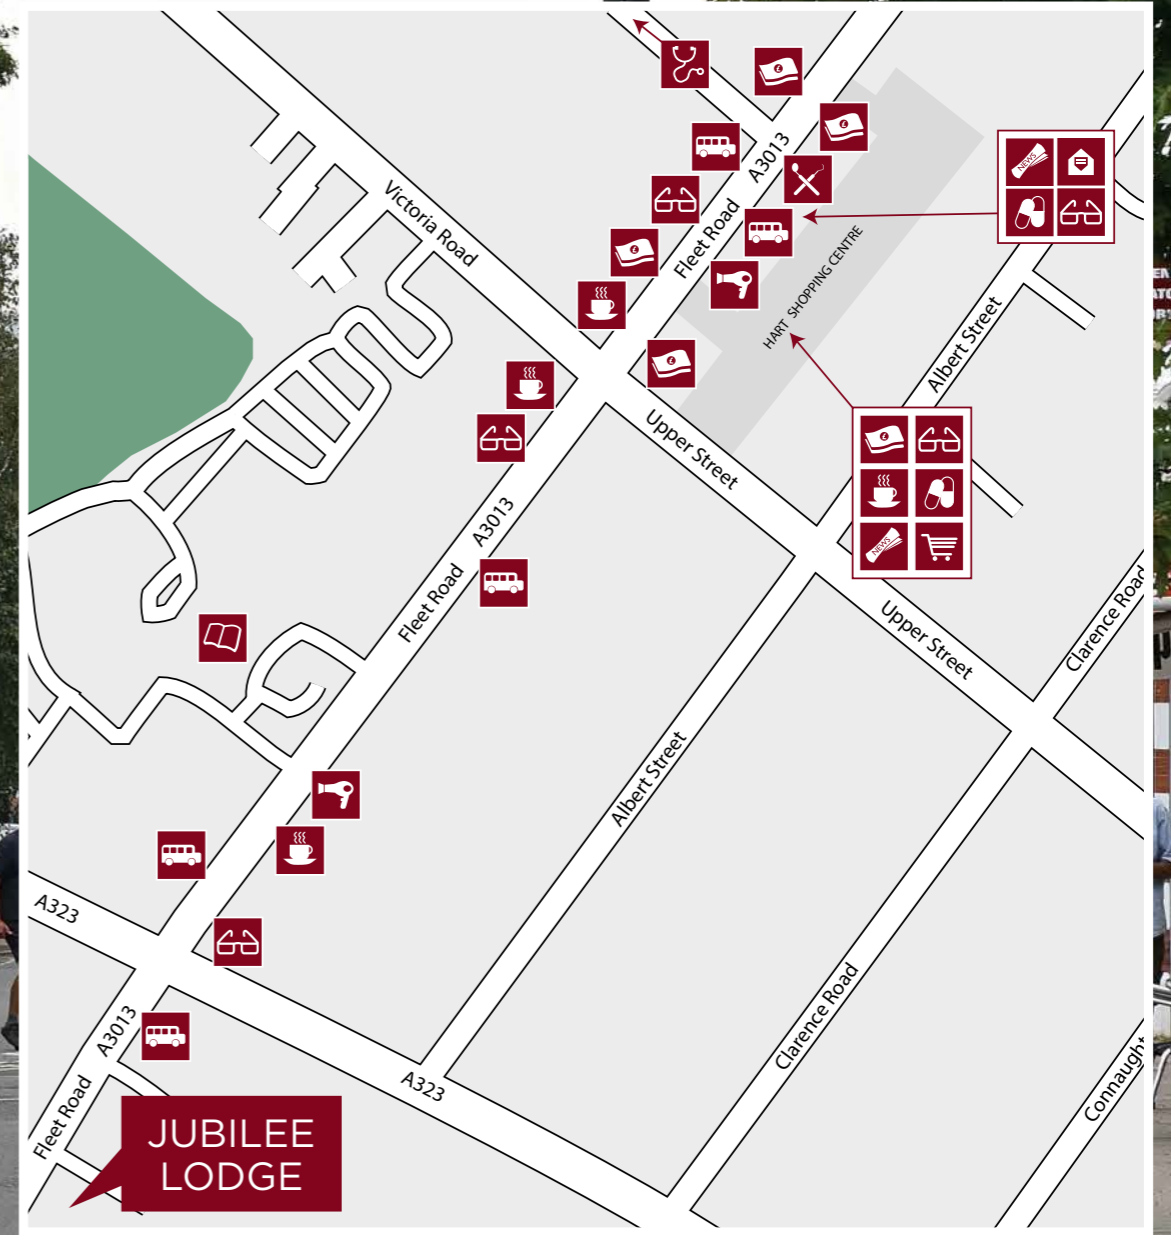 A3013
Fleet Road
Victoria Road
HART SHOPPING CENTRE
NEWS
Albert Street
Upper Street
NEWS
A3013
Fleet Road
Upper Street
Clarence Road
Albert Street
A323
Clarence Road
A3013
A323
Connaught
Fleet Road
JUBILEE
LODGE